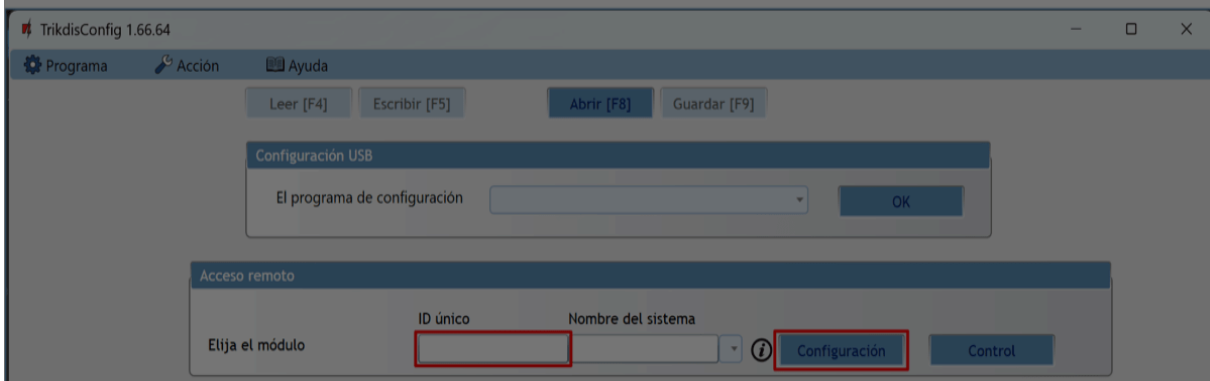 TrikdisConfig 1.66.64
Programa Acción Ayuda
Leer [F4] Escribir [F5] Abrir [F8] Guardar [F9]
Configuración USB
El programa de configuración OK
Acceso remoto
ID único Nombre del sistema
Elija el módulo i Configuración Control